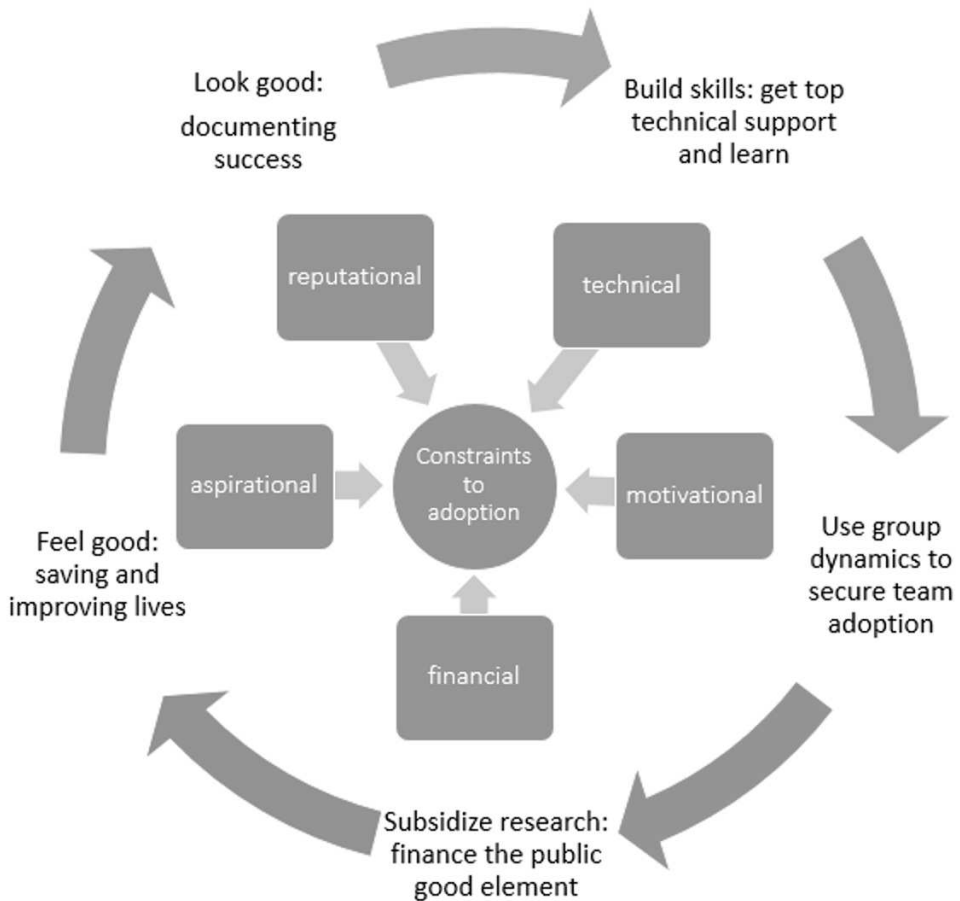 Look good:
documenting
success
Build skills: get top
technical support
and learn
reputational
technical
aspirational
Constraints
to
adoption
motivational
Feel good:
saving and
improving lives
Use group
dynamics to
secure team
adoption
financial
Subsidize research:
finance the public
good element